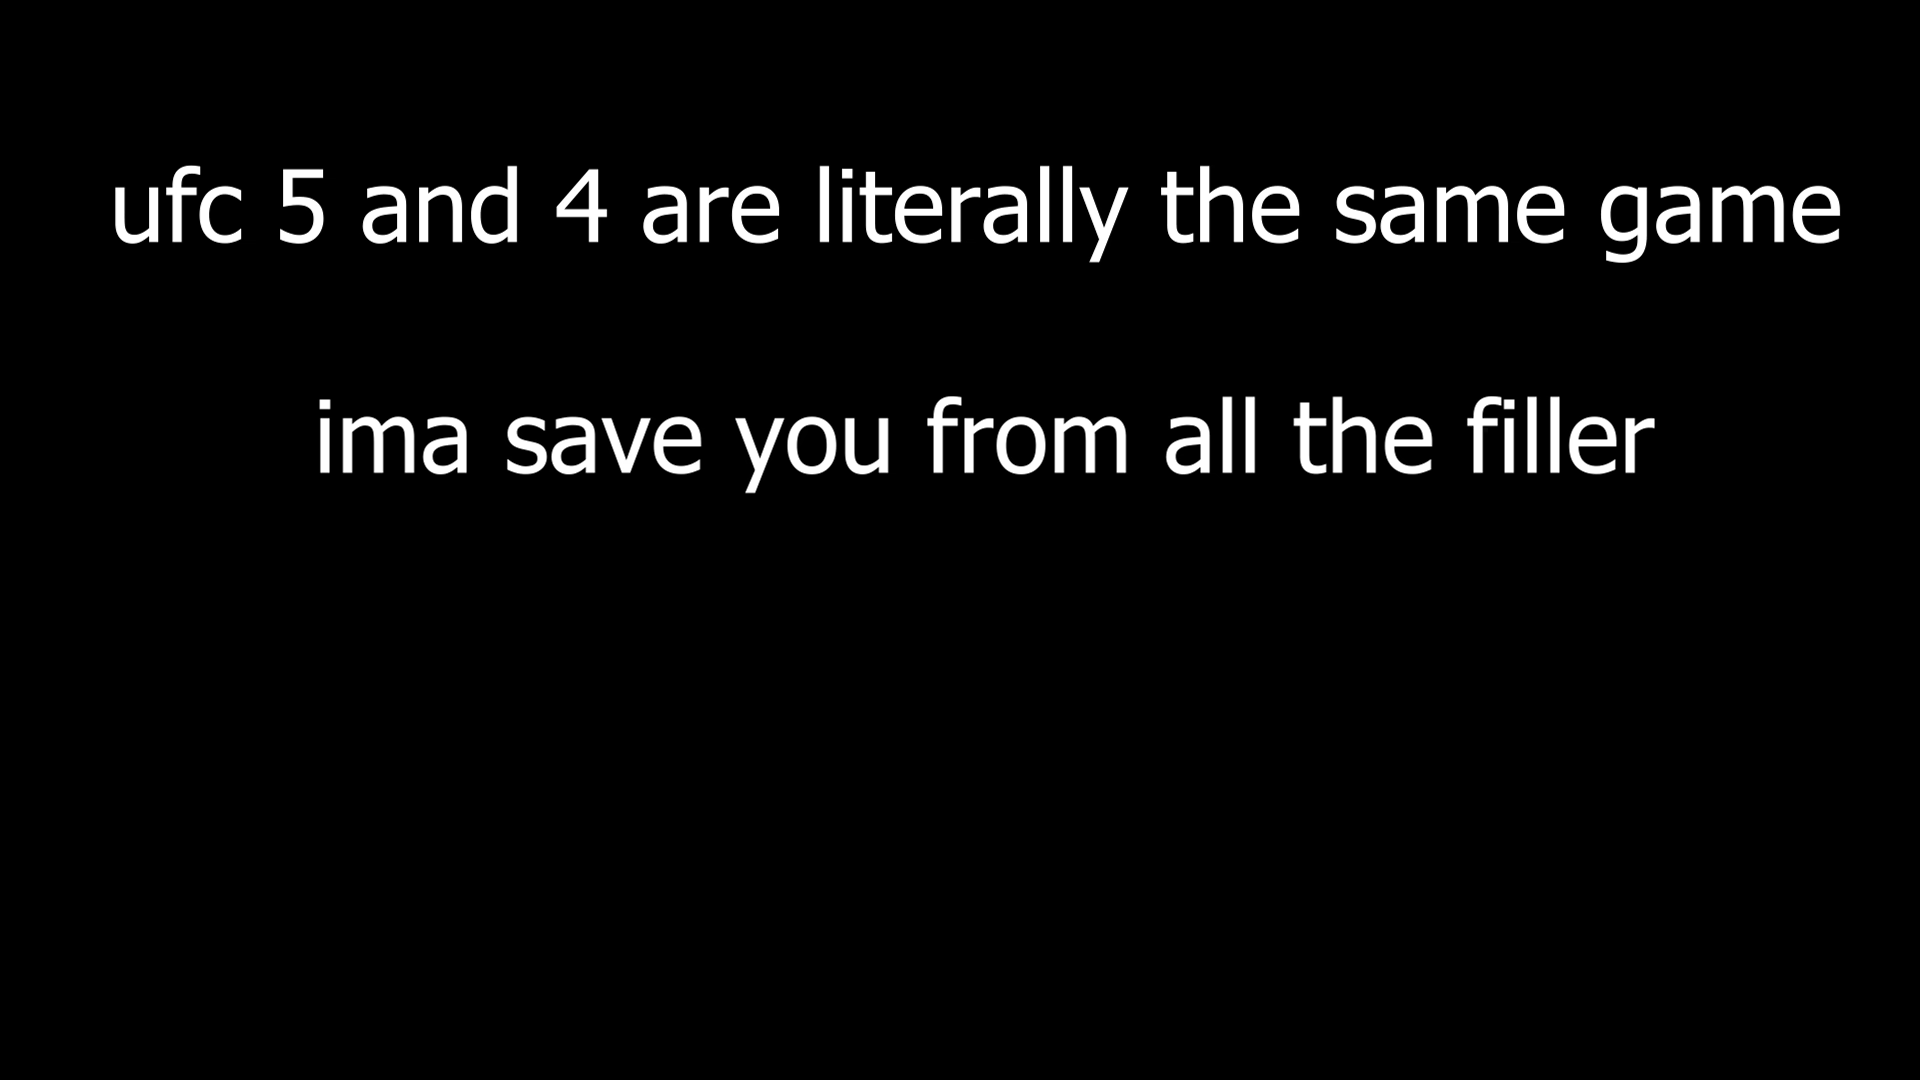 ufc 5 and 4 are literally the same game
ima save you from all the filler